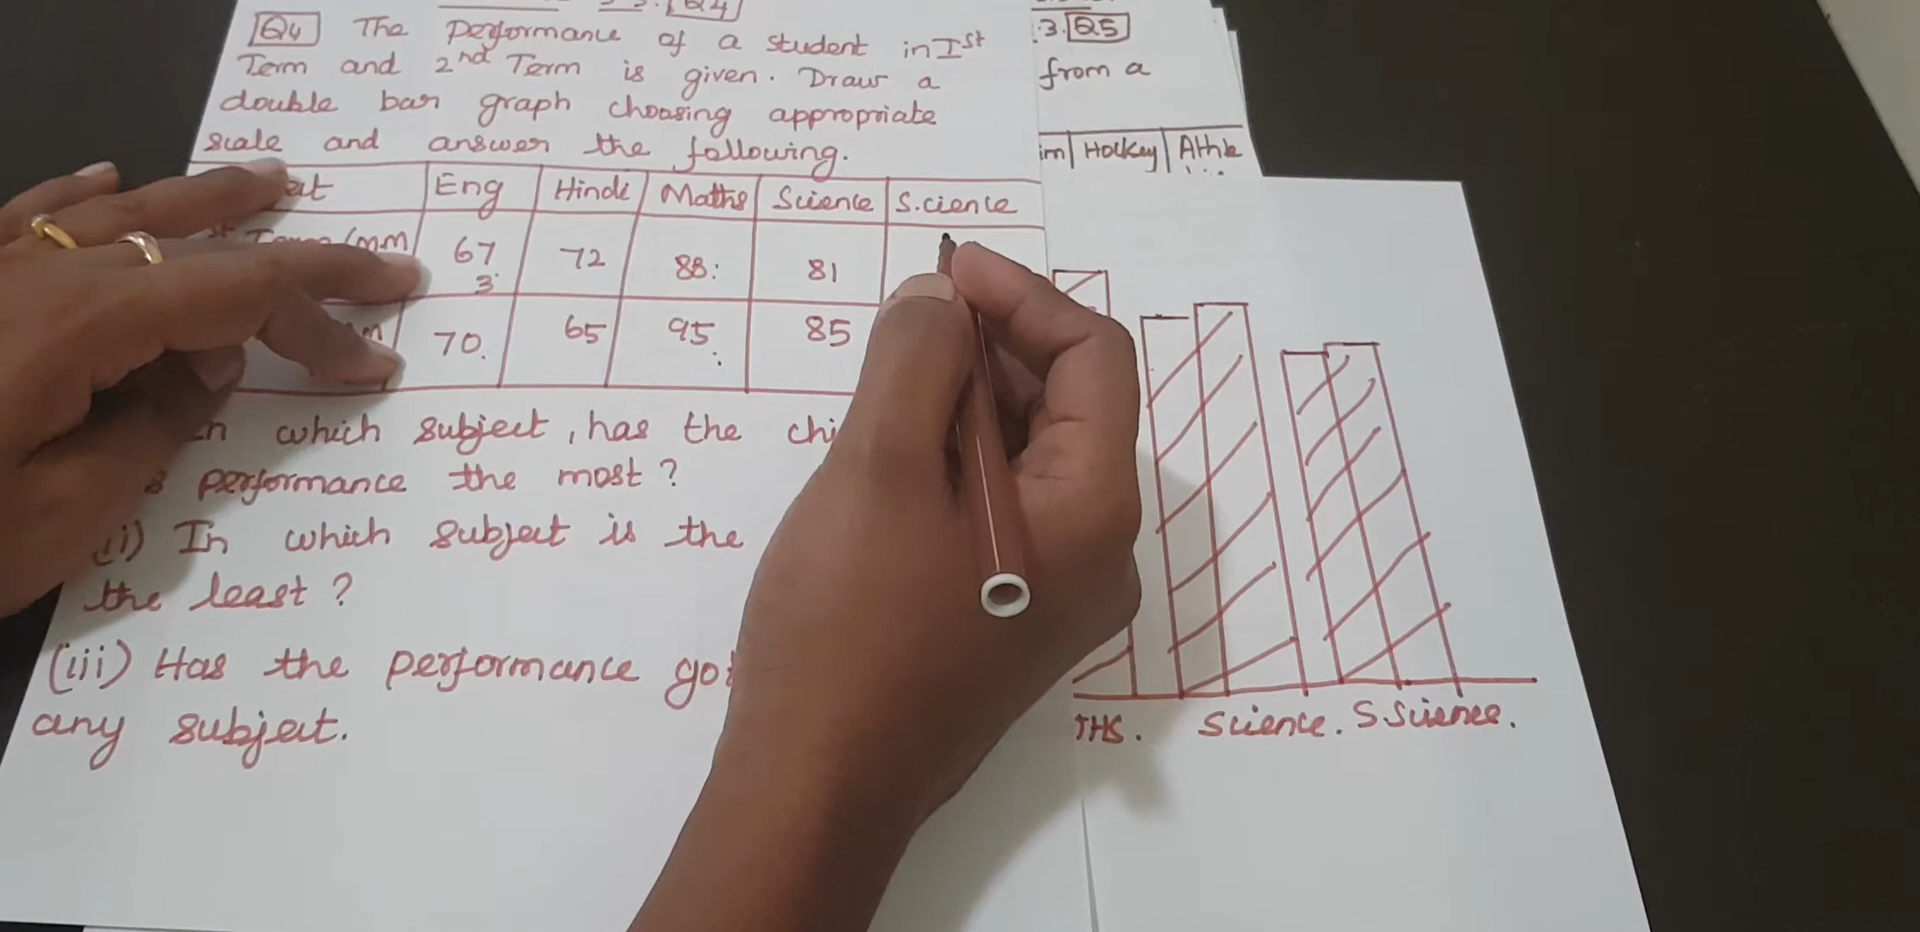 Q4 The performance of a student in Ist
Term and 2nd Term is given. Draw a
double bar graph choosing appropriate
scale and answer the following.
Eng Hindi Maths Science S.cience
67 72 88: 81
3
70. 65 95 85
which subject, has the
performance the most?
In which subject is the
the least?
(iii) Has the performance
any subject.
3. Q5
from a
Hockey
THS. Science. S.Science.